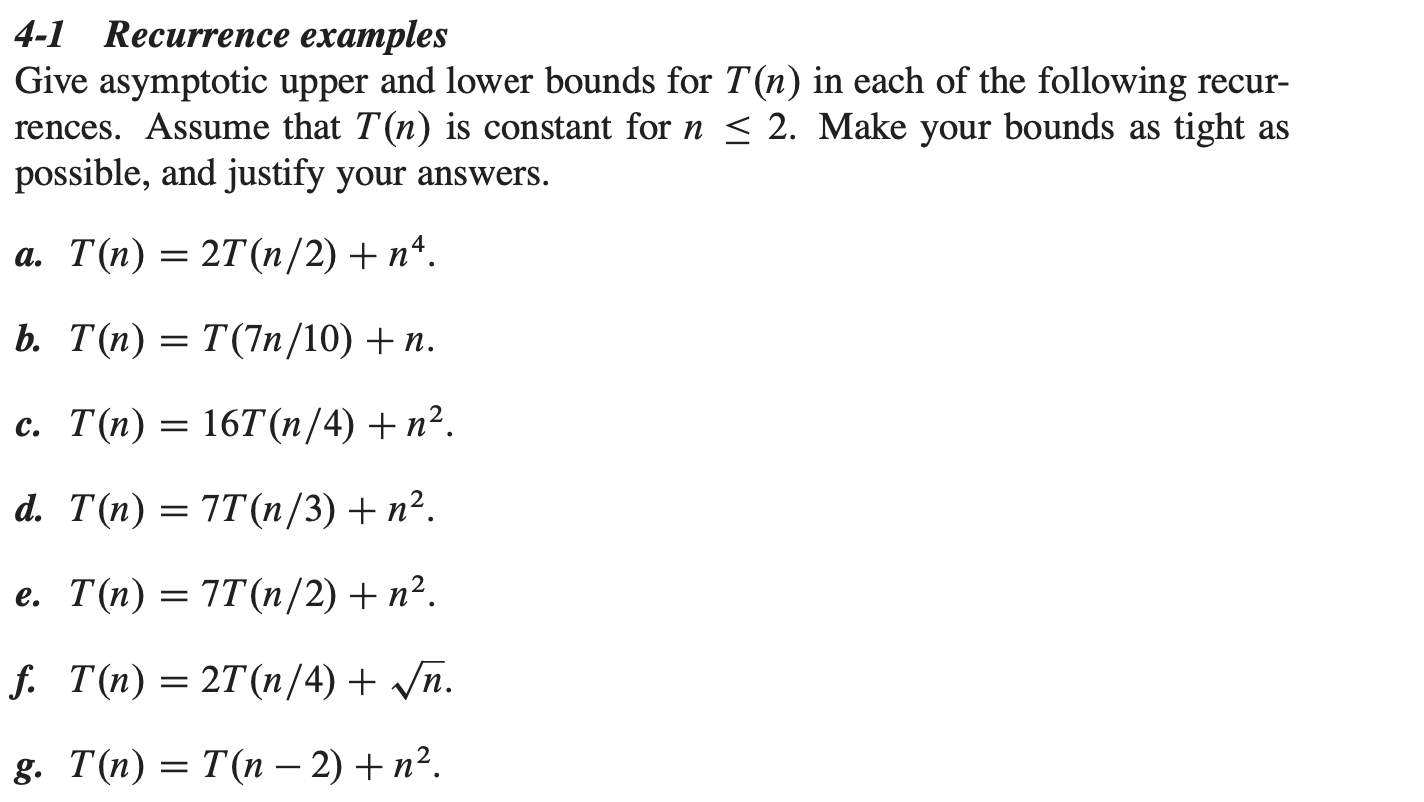 4-1 Recurrence examples
Give asymptotic upper and lower bounds for T(n) in each of the following recur-
rences. Assume that T(n) is constant for n ≤ 2. Make your bounds as tight as
possible, and justify your answers.
a. T(n) = 2T(n/2) + n⁴.
b. T(n) = T(7n/10) + n.
c. T(n) = 16T(n/4) + n².
d. T(n) = 7T(n/3) + n².
e. T(n) = 7T(n/2) + n².
f. T(n) = 2T(n/4) + √n.
g. T(n) = T(n − 2) + n².